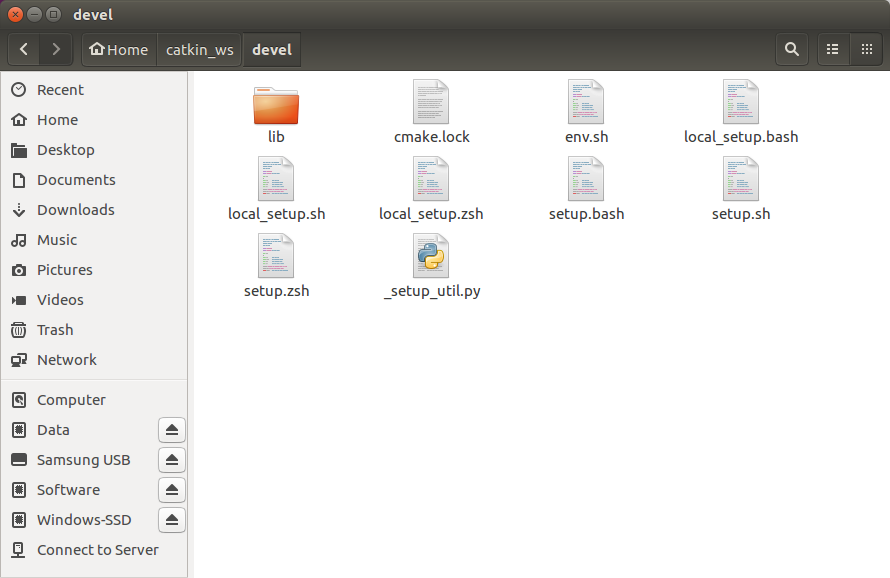 devel
Home
catkin_ws
devel
Recent
Home
Desktop
Documents
Downloads
Music
Pictures
Videos
Trash
Network
Computer
Data
Samsung USB
Software
Windows-SSD
Connect to Server
lib
cmake.lock
env.sh
local_setup.bash
local_setup.sh
local_setup.zsh
setup.bash
setup.sh
setup.zsh
_setup_util.py